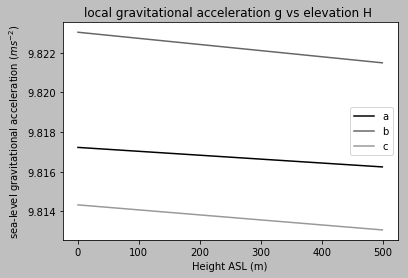 local gravitational acceleration g vs elevation H
sea-level gravitational acceleration (ms⁻²)
9.822
9.820
9.818
9.816
9.814
a
b
c
0 100 200 300 400 500
Height ASL (m)